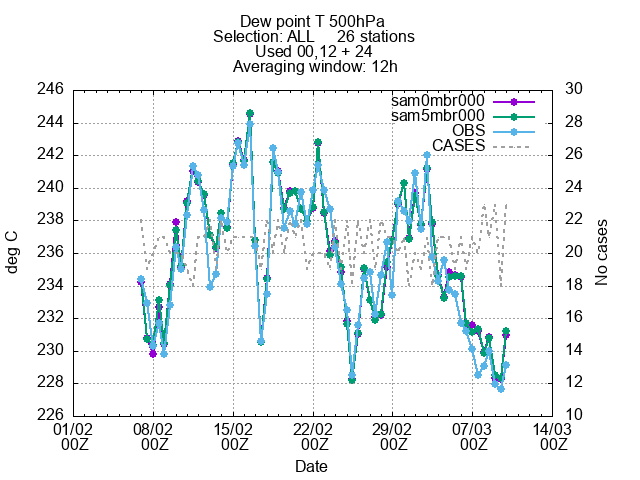 Dew point T 500hPa
Selection: ALL     26 stations
Used 00,12 + 24
Averaging window: 12h
246 30
sam0mbr000
244 28
sam5mbr000
OBS
242 26
CASES
240 24
238 22
deg C
236 20
No cases
234 18
232 16
230 14
228 12
226 10
01/02 08/02 15/02 22/02 29/02 07/03 14/03
00Z 00Z 00Z 00Z 00Z 00Z 00Z
Date